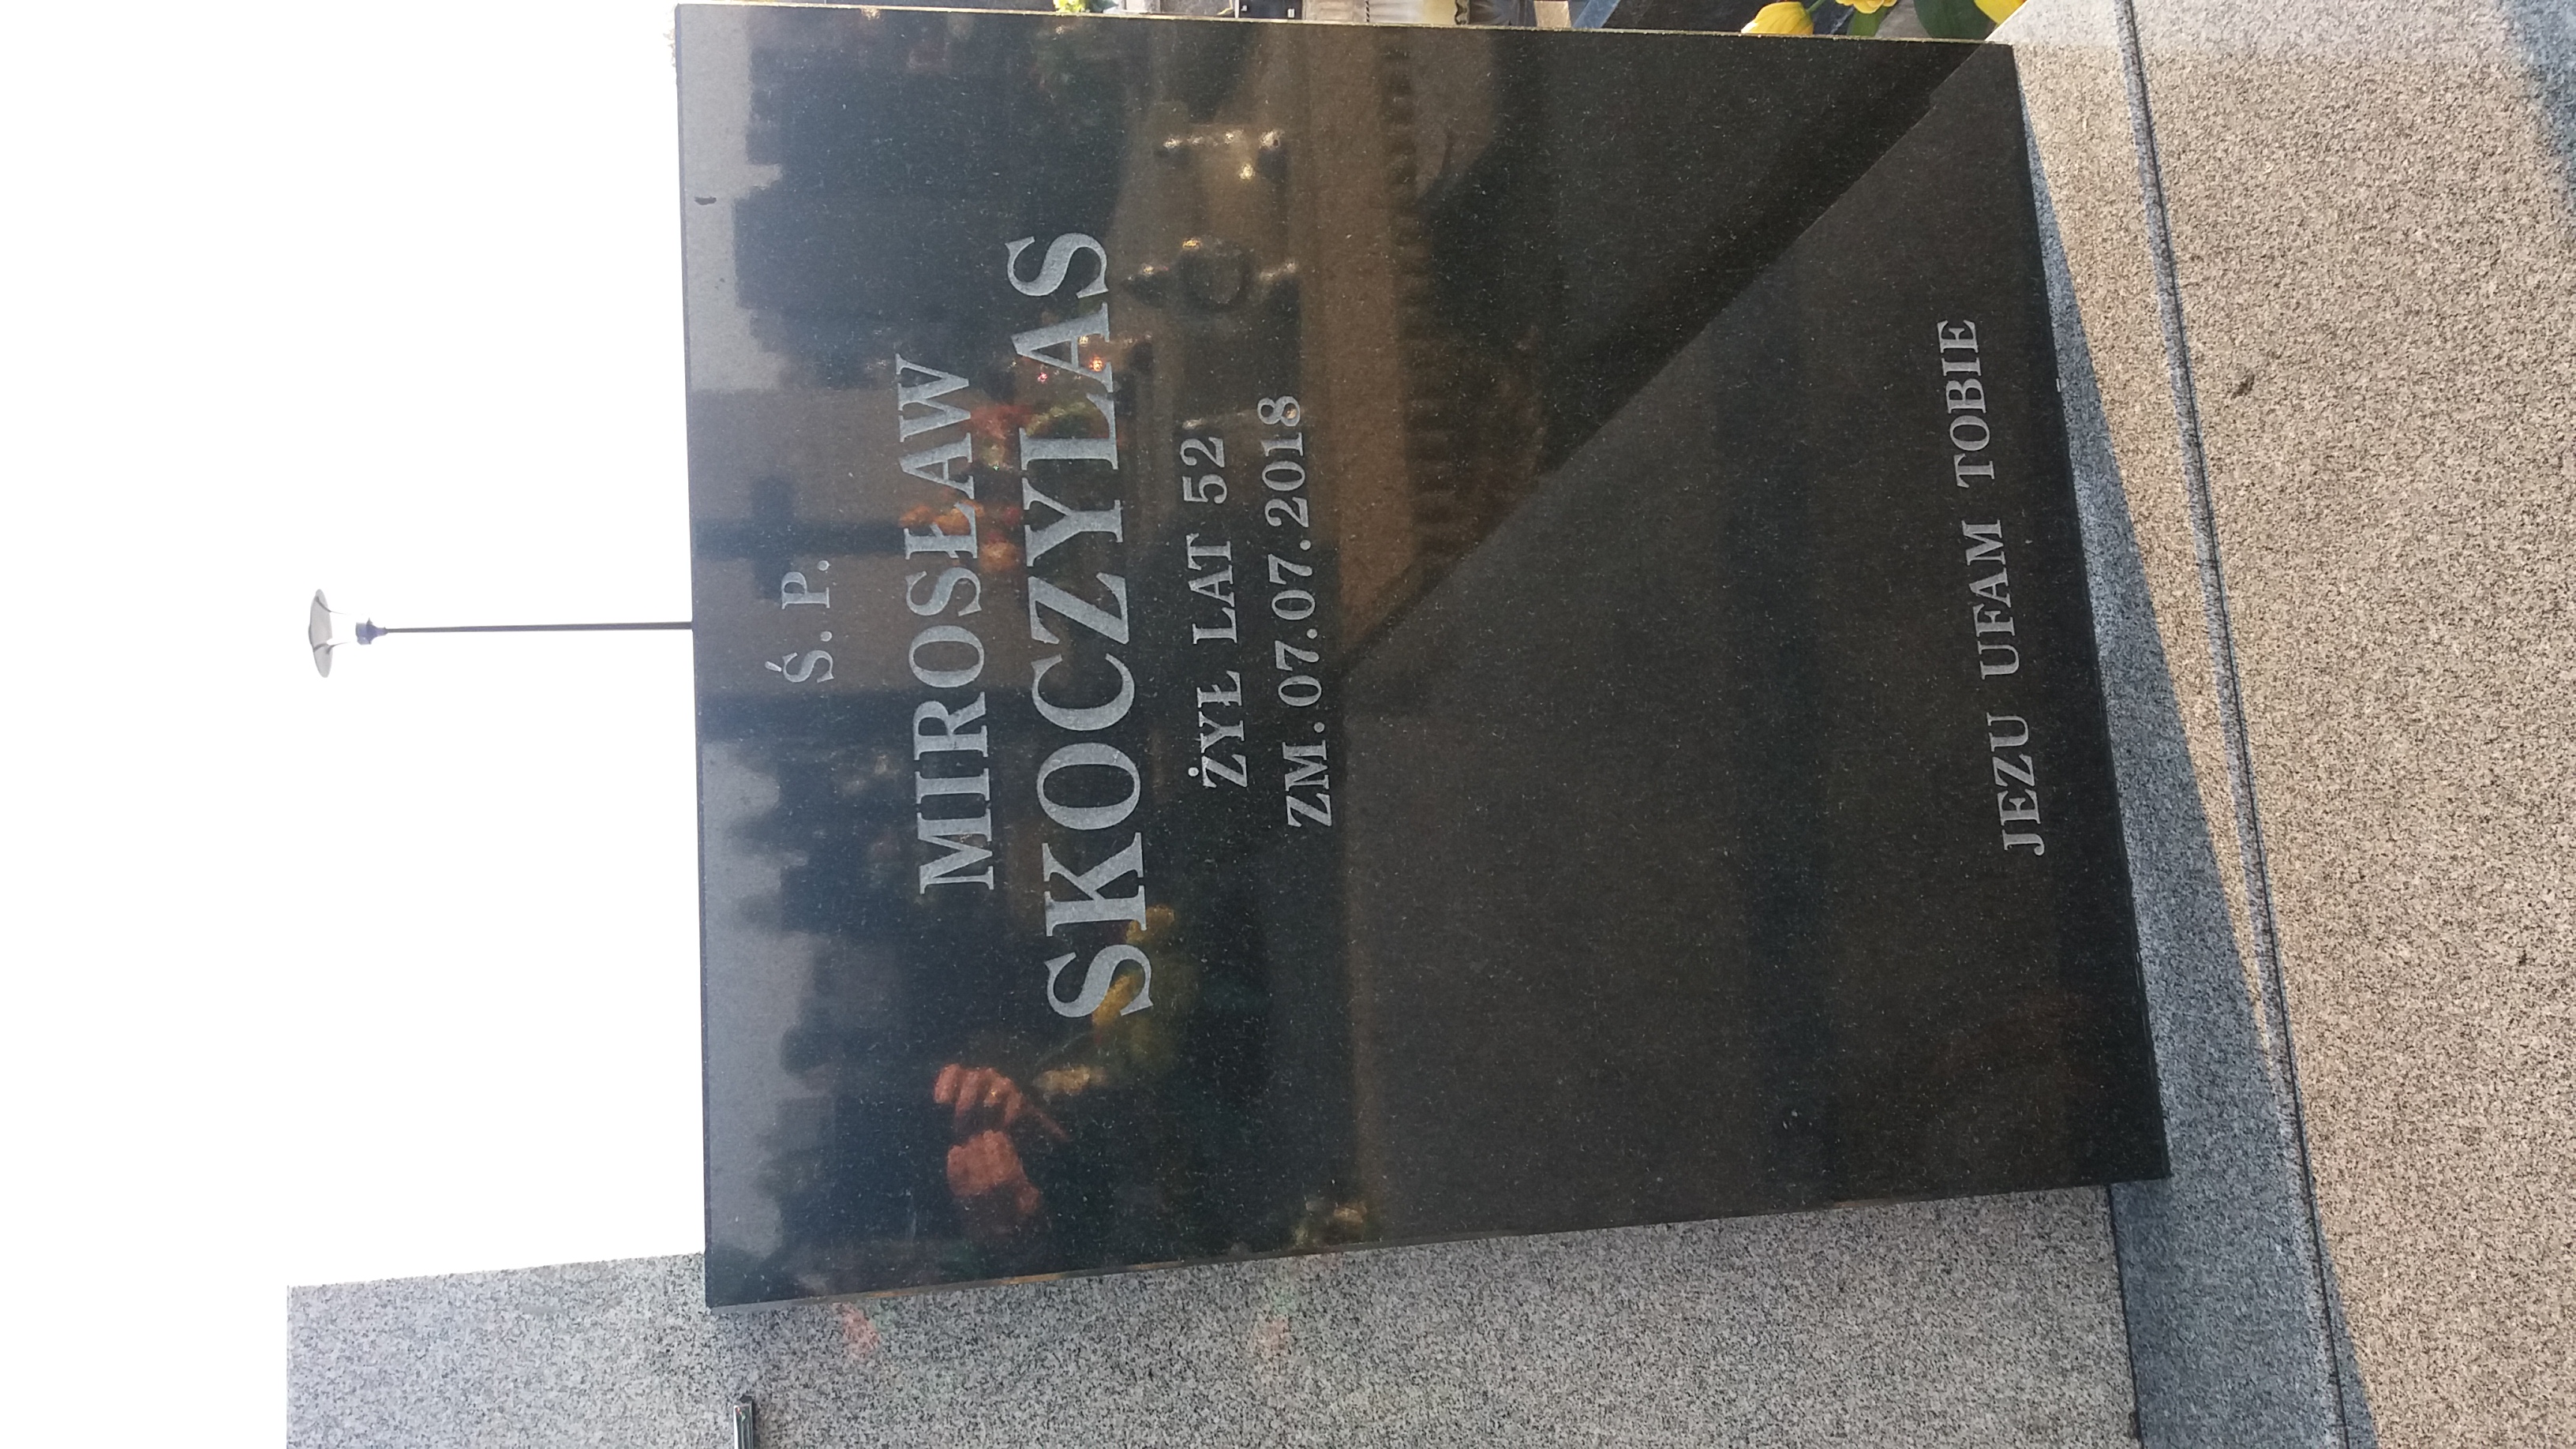 Ś.P.
MIROSŁAW
SKOCZYLAS
ŻYŁ LAT 52
ZM. 07.07.2018
JEZU UFAM TOBIE